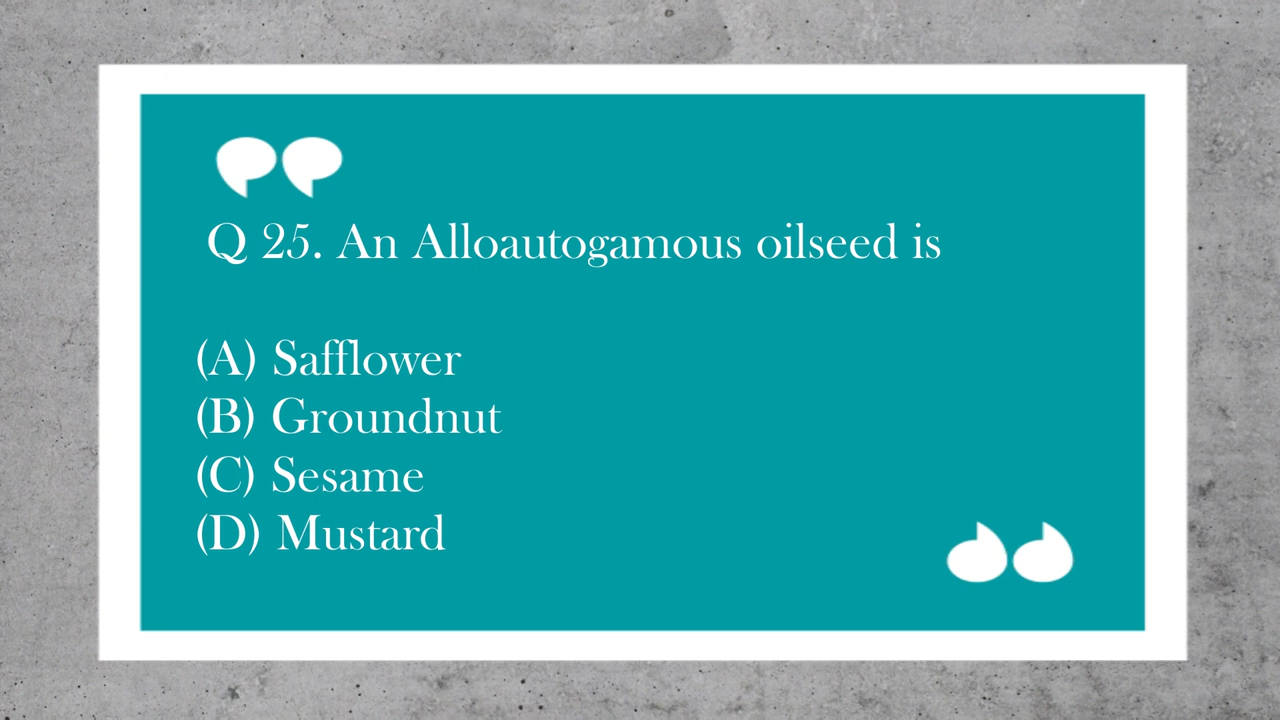 Q 25. An Alloautogamous oilseed is
(A) Safflower
(B) Groundnut
(C) Sesame
(D) Mustard